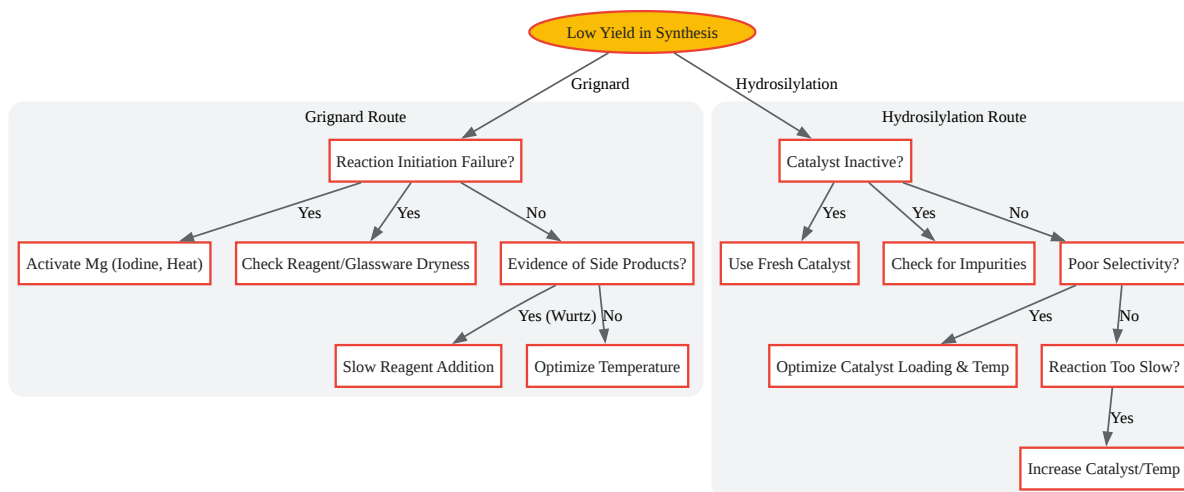 Low Yield in Synthesis
Grignard
Hydrosilylation
Grignard Route
Hydrosilylation Route
Reaction Initiation Failure?
Catalyst Inactive?
Yes
Yes
No
Yes
Yes
No
Activate Mg (Iodine, Heat)
Check Reagent/Glassware Dryness
Evidence of Side Products?
Use Fresh Catalyst
Check for Impurities
Poor Selectivity?
Yes (Wurtz)
No
Yes
No
Slow Reagent Addition
Optimize Temperature
Optimize Catalyst Loading & Temp
Reaction Too Slow?
Yes
Increase Catalyst/Temp